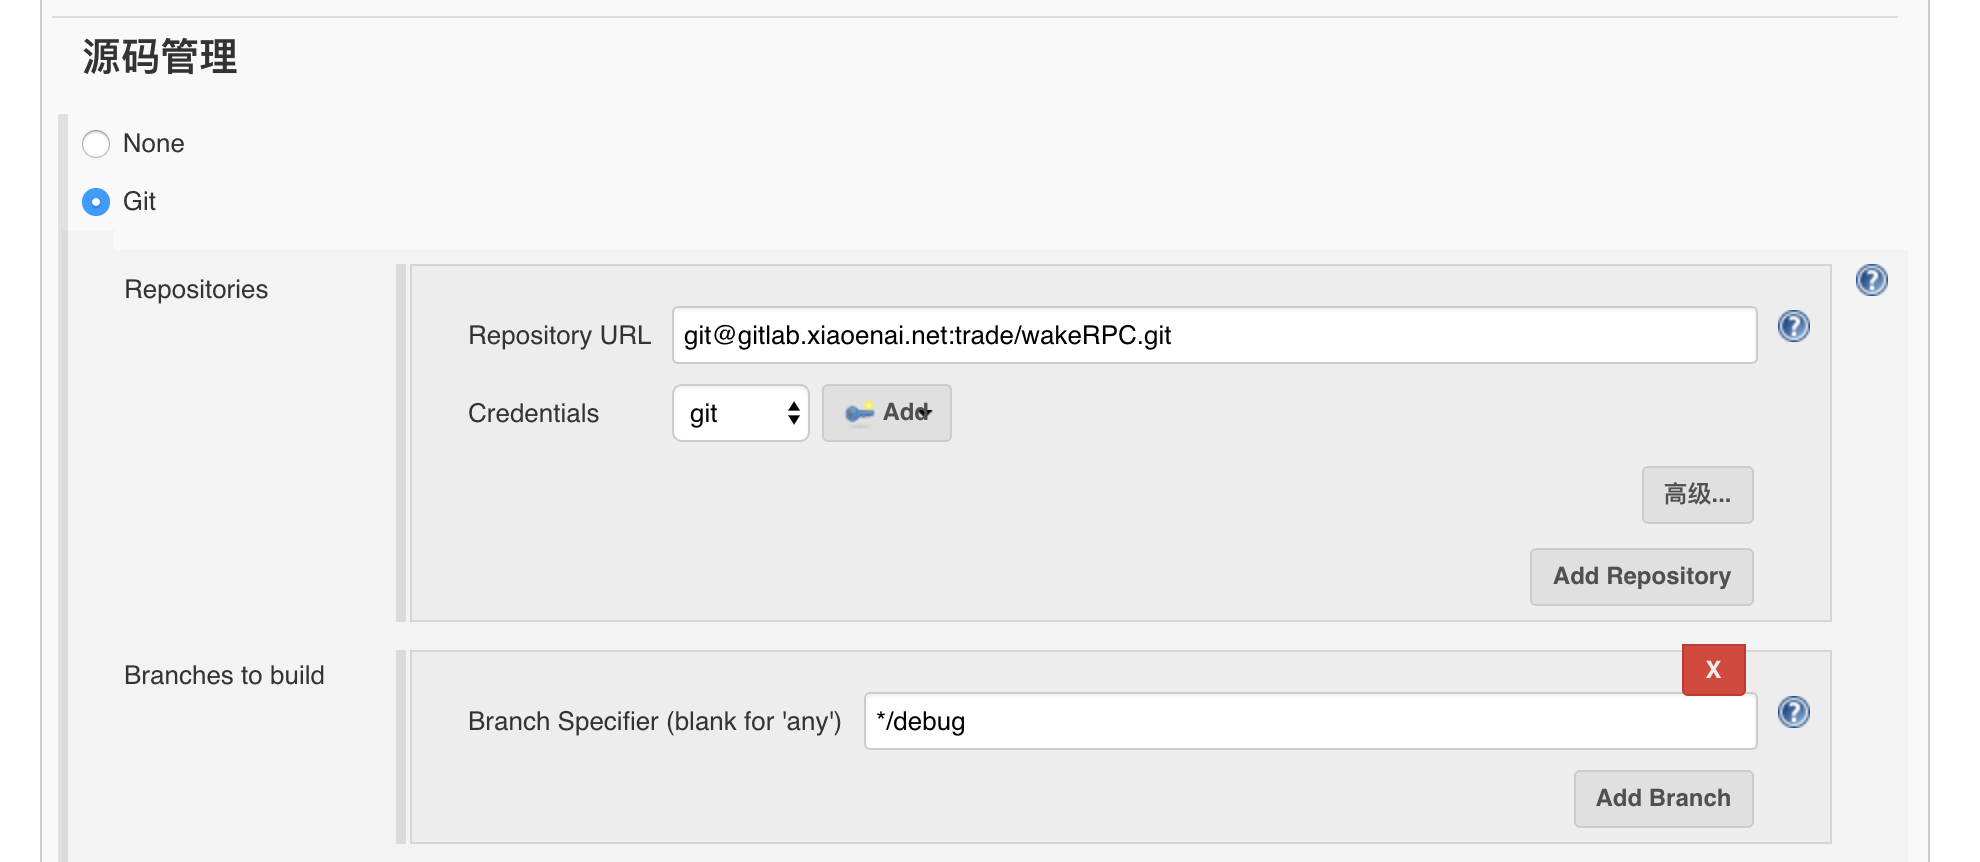 源码管理
None
Git
Repositories
Repository URL git@gitlab.xiaoenai.net:trade/wakeRPC.git
Credentials git Add
高级...
Add Repository
Branches to build
X
Branch Specifier (blank for 'any') */debug
Add Branch